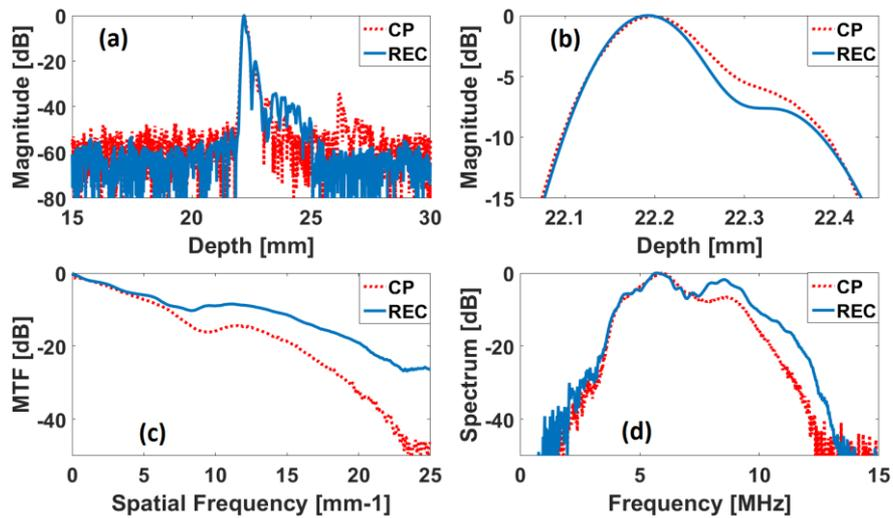 (a)
CP
REC
Magnitude [dB]
0
-20
-40
-60
-80
15
20
25
30
Depth [mm]
(b)
CP
REC
Magnitude [dB]
0
-5
-10
-15
22.1
22.2
22.3
22.4
Depth [mm]
(c)
CP
REC
MTF [dB]
0
-20
-40
0
5
10
15
20
25
Spatial Frequency [mm-1]
(d)
CP
REC
Spectrum [dB]
0
-20
-40
0
5
10
15
Frequency [MHz]